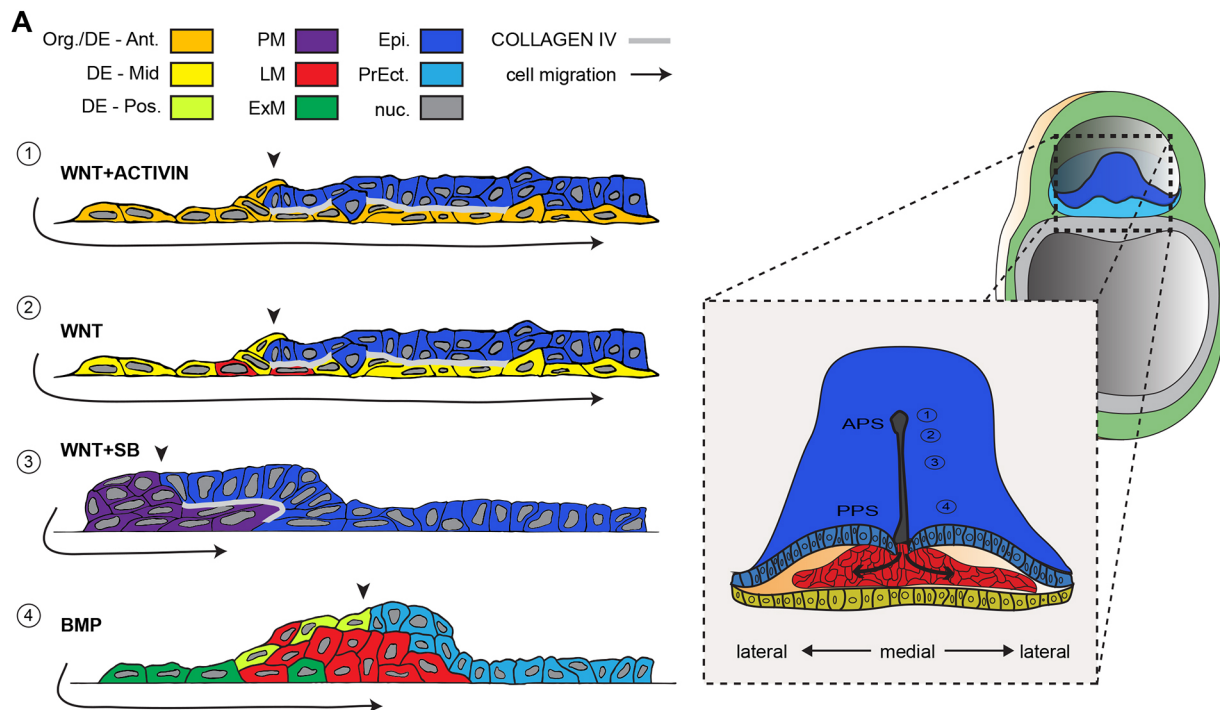 A
Org./DE - Ant. PM Epi. COLLAGEN IV
DE - Mid LM PrEct. cell migration
DE - Pos. ExM nuc.
1 WNT+ACTIVIN
2 WNT
3 WNT+SB
4 BMP
APS 1
2
3
PPS 4
lateral medial lateral